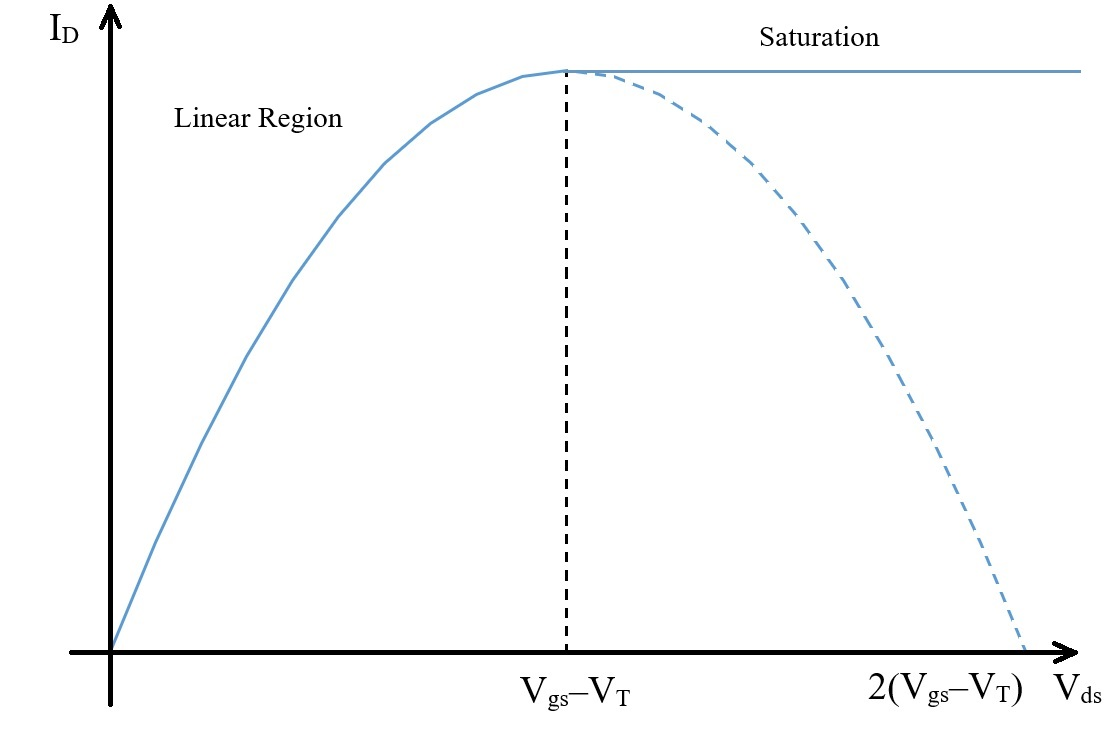 I_D
Saturation
Linear Region
V_gs–V_T
2(V_gs–V_T)
V_ds